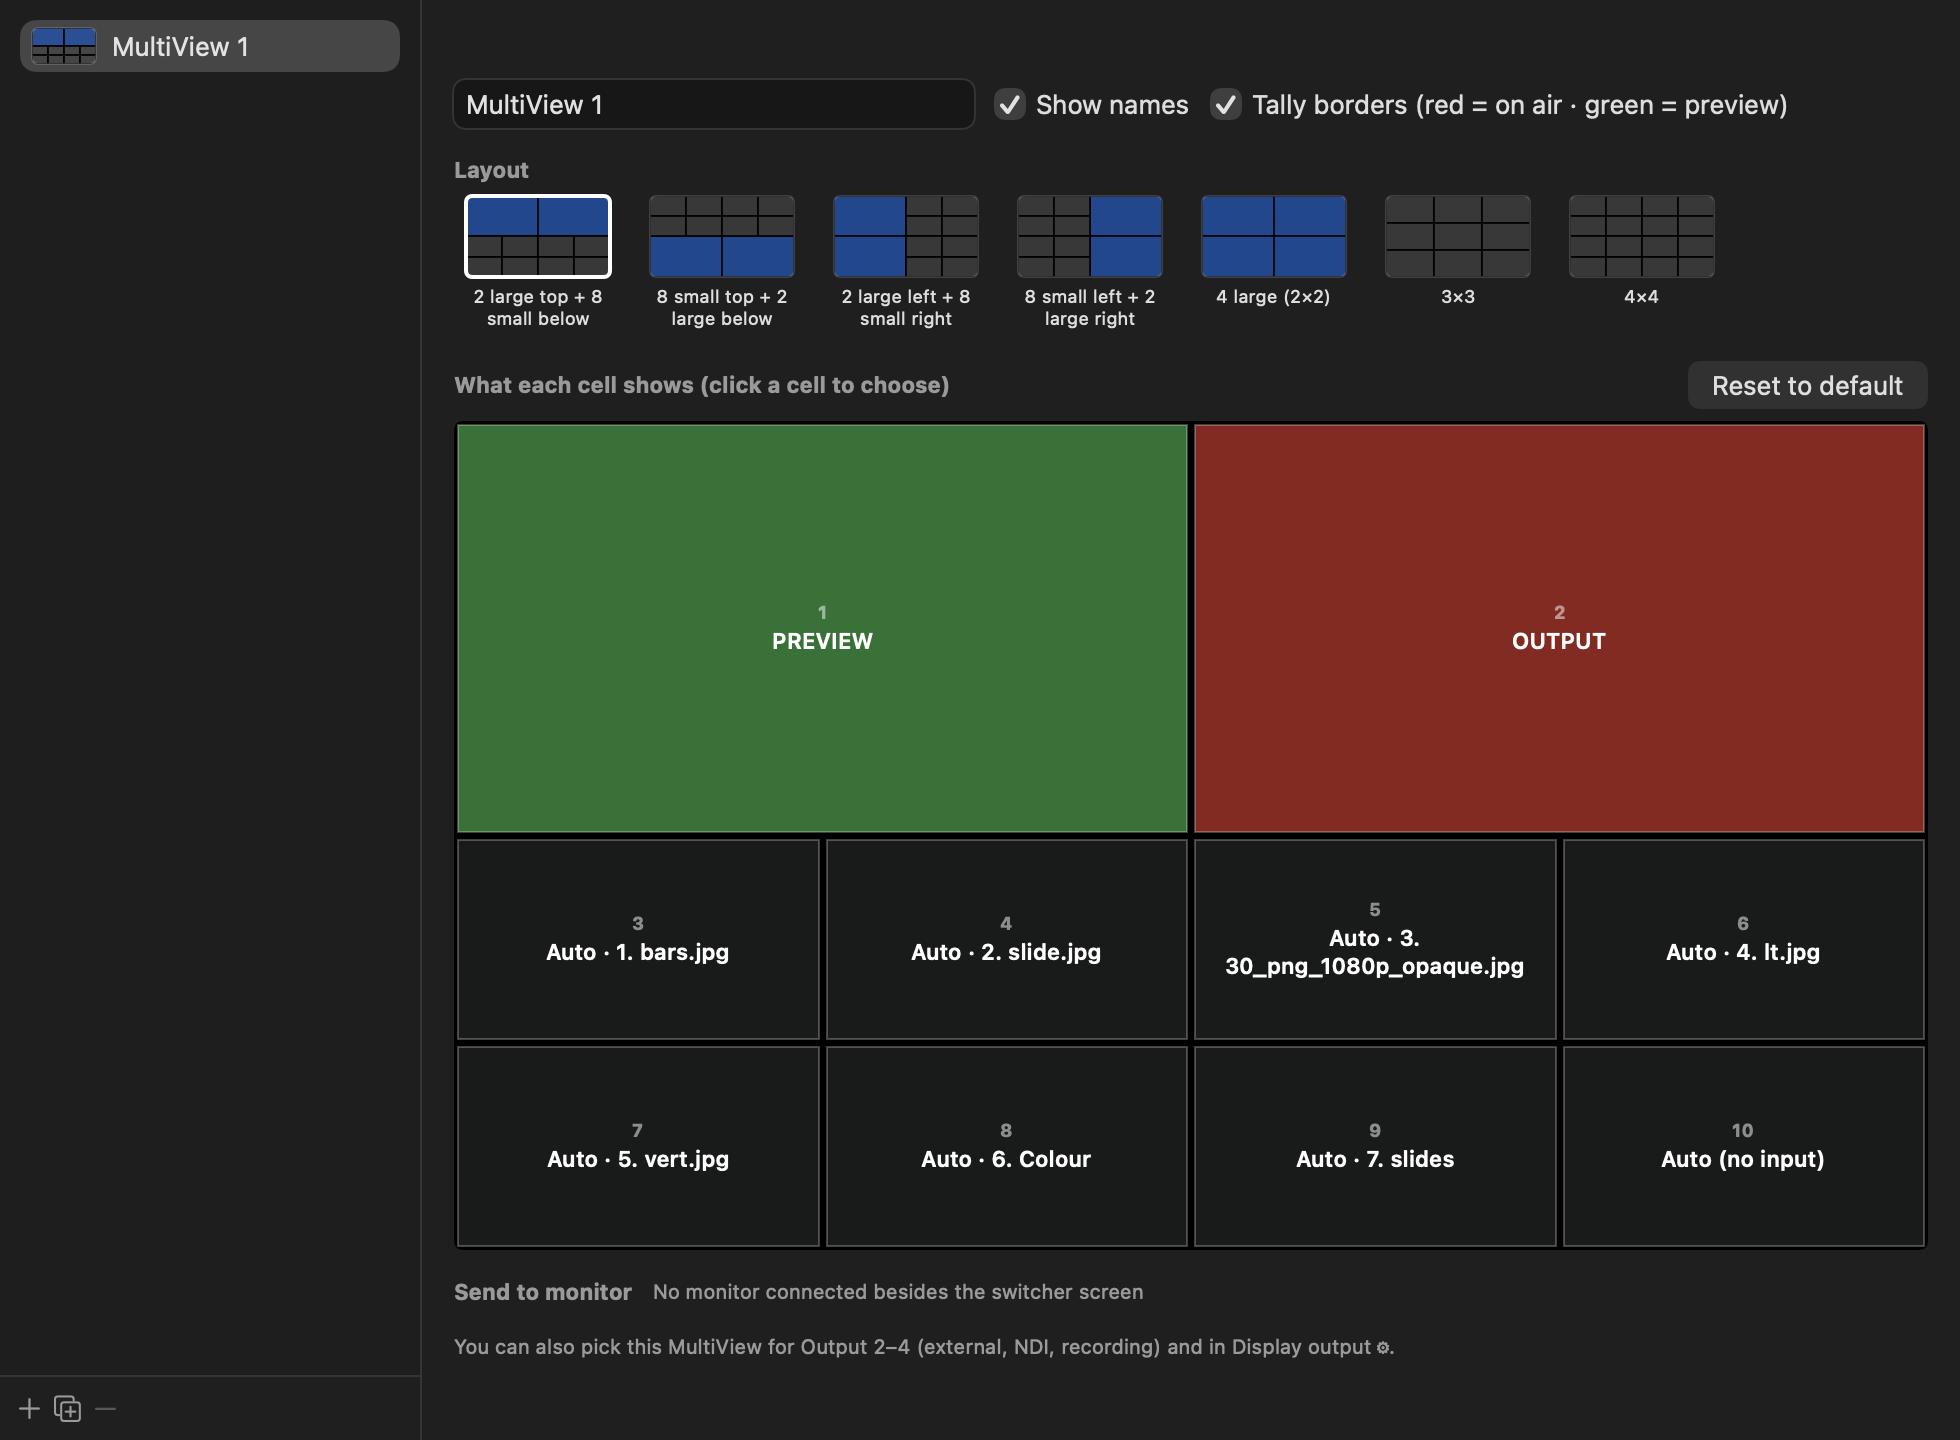 MultiView 1
MultiView 1
Show names
Tally borders (red = on air · green = preview)
Layout
2 large top + 8
small below
8 small top + 2
large below
2 large left + 8
small right
8 small left + 2
large right
4 large (2×2)
3×3
4×4
What each cell shows (click a cell to choose)
Reset to default
1
PREVIEW
2
OUTPUT
3
Auto · 1. bars.jpg
4
Auto · 2. slide.jpg
5
Auto · 3.
30_png_1080p_opaque.jpg
6
Auto · 4. lt.jpg
7
Auto · 5. vert.jpg
8
Auto · 6. Colour
9
Auto · 7. slides
10
Auto (no input)
Send to monitor
No monitor connected besides the switcher screen
You can also pick this MultiView for Output 2–4 (external, NDI, recording) and in Display output ⚙.